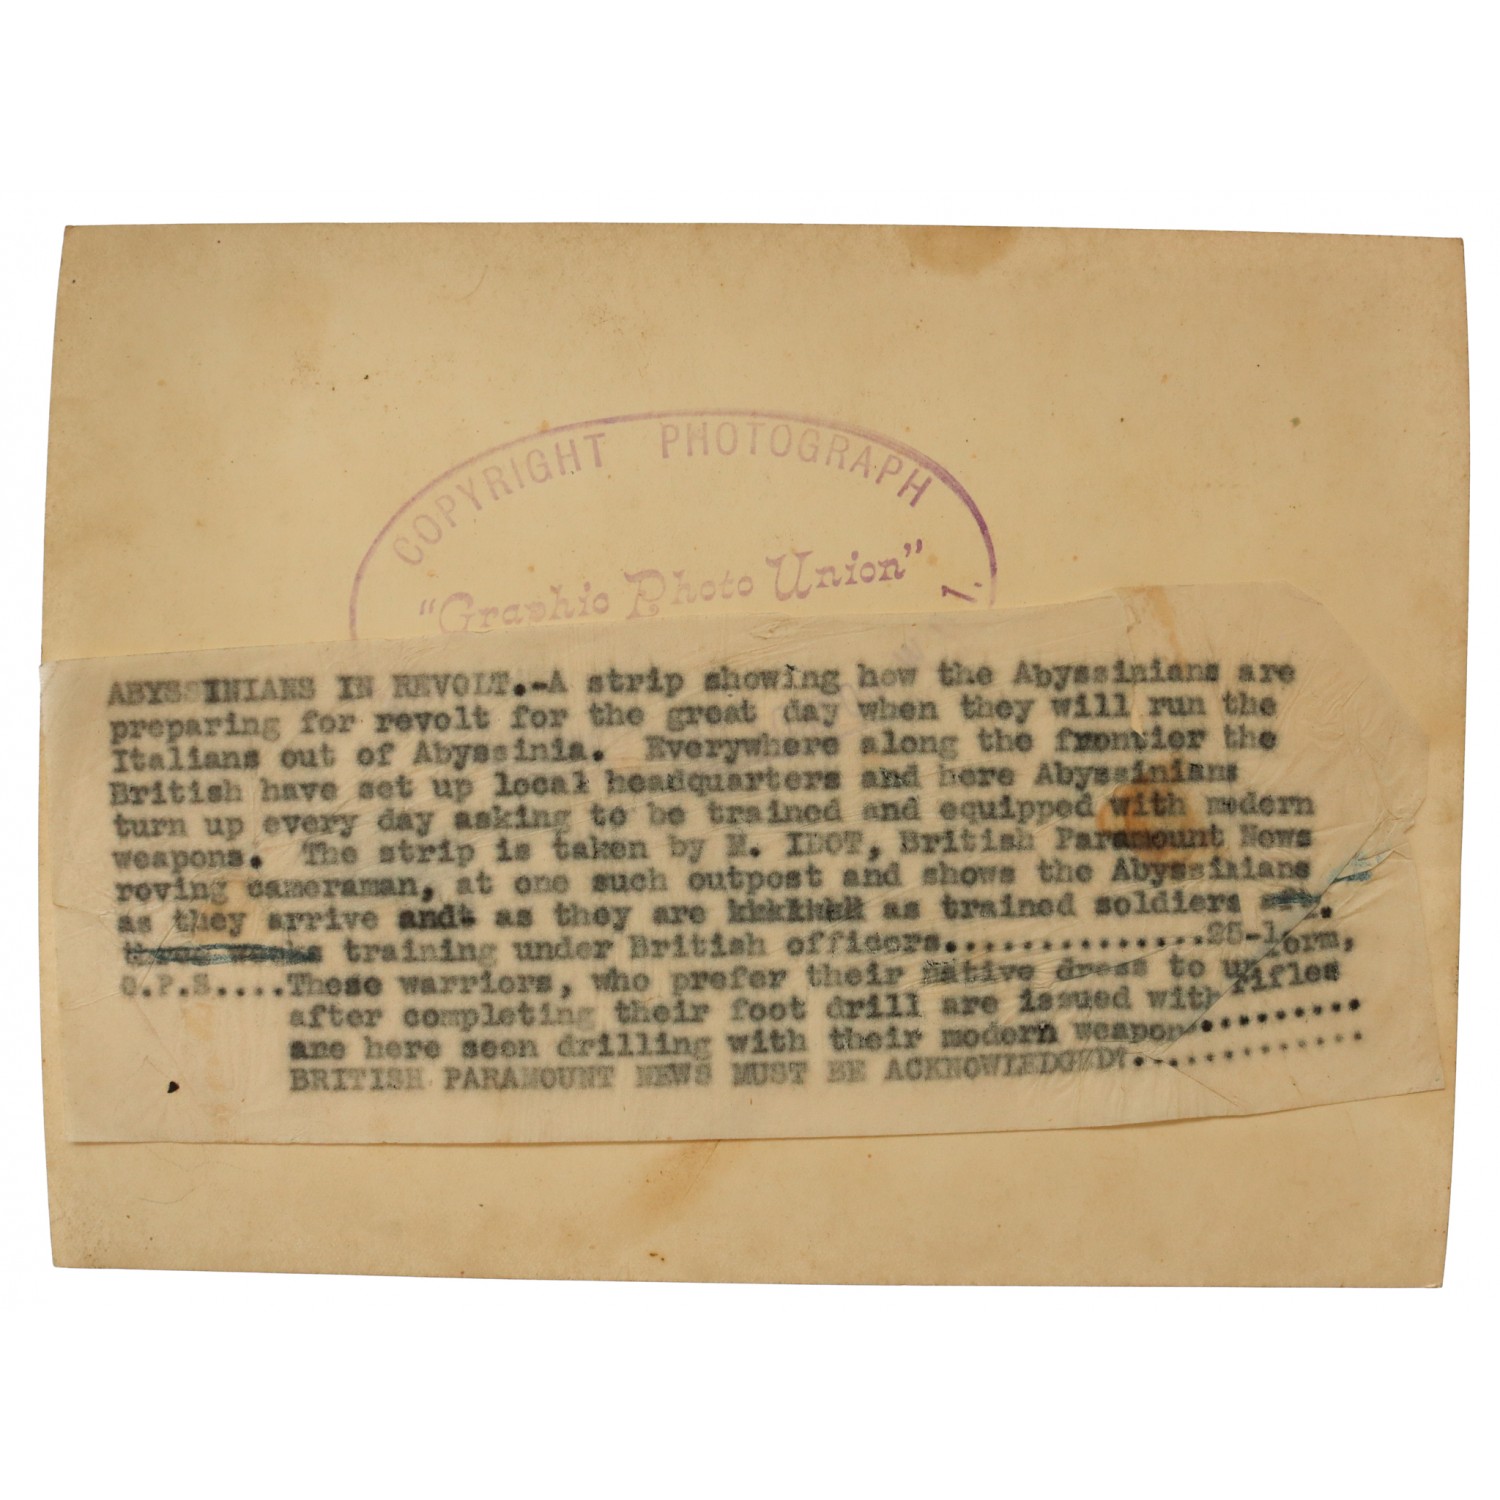 COPYRIGHT PHOTOGRAPH
"Graphic Photo Union"
ABYSSINIANS IN REVOLT.-A strip showing how the Abyssinians are
preparing for revolt for the great day when they will run the
Italians out of Abyssinia. Everywhere along the frontier the
British have set up local headquarters and here Abyssinians
turn up every day asking to be trained and equipped with modern
weapons. The strip is taken by M. IDOT, British Paramount News
roving cameraman, at one such outpost and shows the Abyssinians
as they arrive and as they are as trained soldiers
training under British officers...............25-1
G.P.S....These warriors, who prefer their native dress to uniform,
after completing their foot drill are issued with rifles
ane here seen drilling with their modern weapon..........
BRITISH PARAMOUNT NEWS MUST BE ACKNOWLEDGED!.............